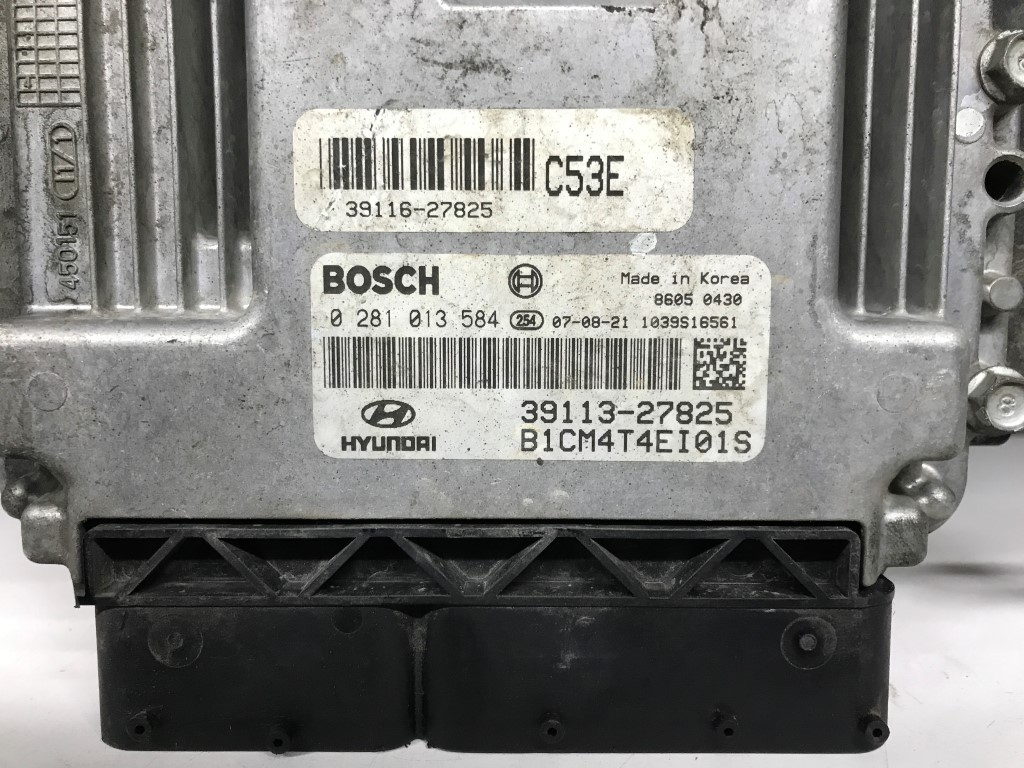 C53E
39116-27825
BOSCH
Made in Korea
8605 0430
0 281 013 584 254 07-08-21 1039S16561
39113-27825
HYUNDAI B1CM4T4EI01S
450151